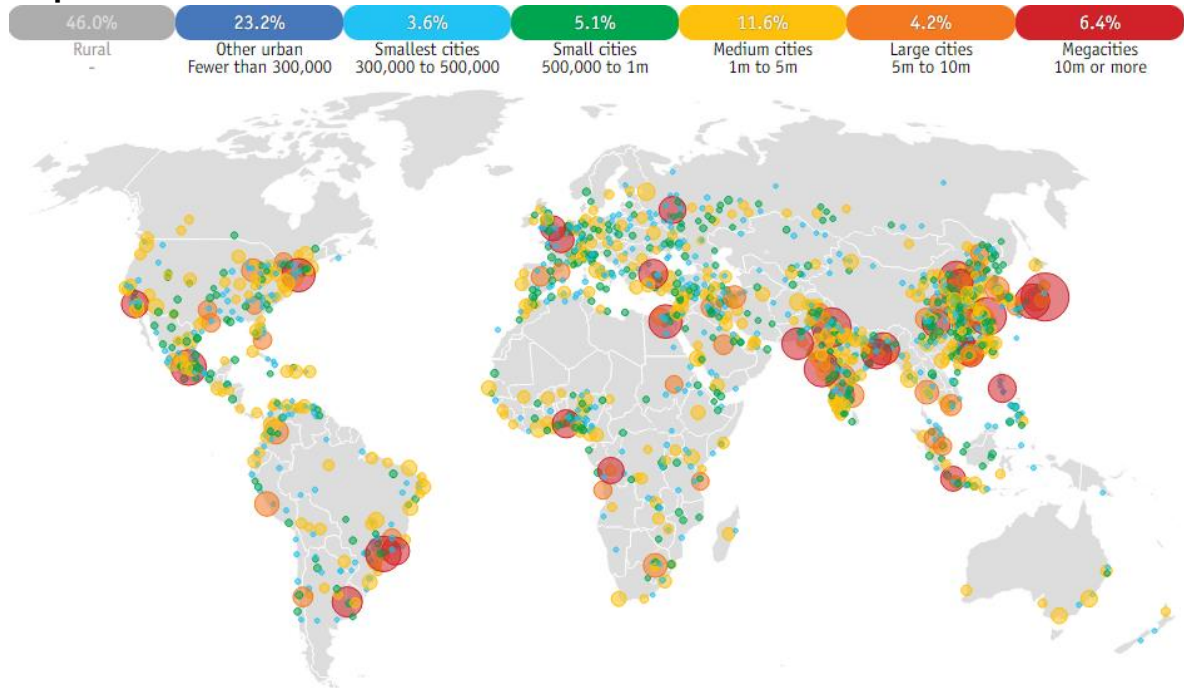 46.0%
23.2%
3.6%
5.1%
11.6%
4.2%
6.4%
Rural
Other urban
Smallest cities
Small cities
Medium cities
Large cities
Megacities
-
Fewer than 300,000
300,000 to 500,000
500,000 to 1m
1m to 5m
5m to 10m
10m or more